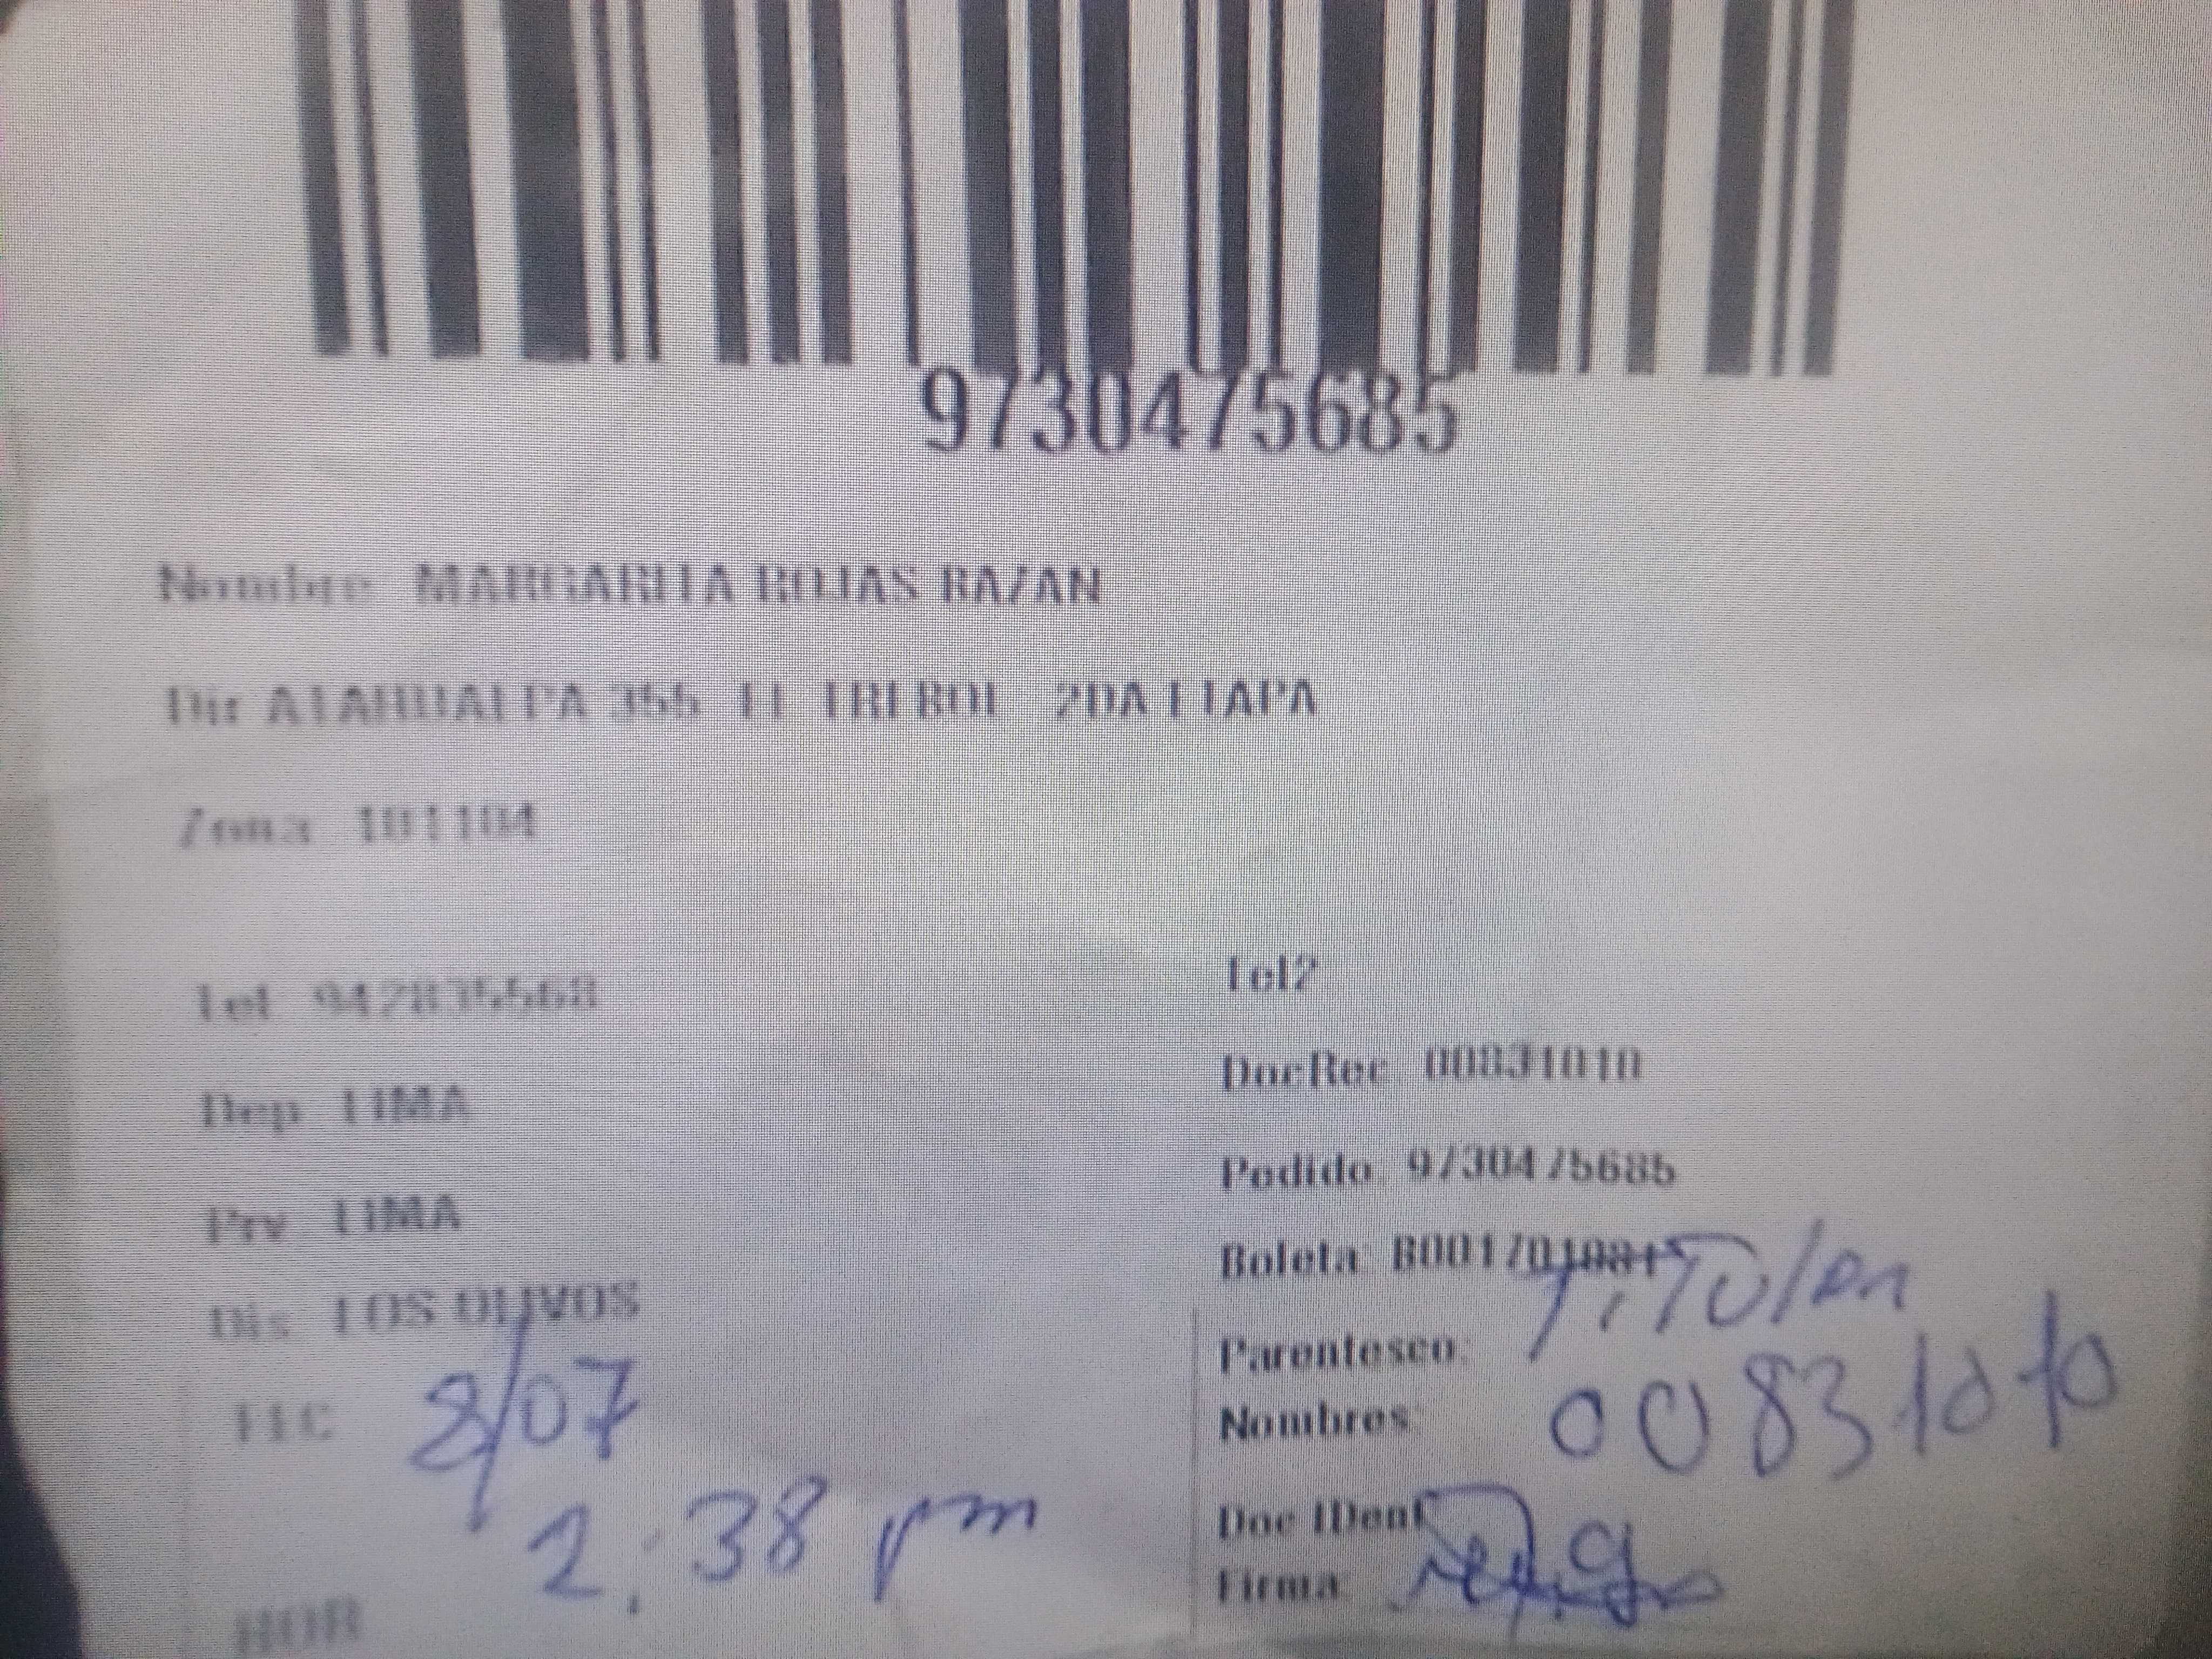 9730475685
Nombre MARGARITA ROJAS BAZAN
Dir ATAHUALPA 355 EL TREBOL 2DA ETAPA
Zona 101104
Tel 942835568
Tel2
DocRec 00831010
Dep LIMA
Pedido 9730475685
Prv LIMA
Boleta: B001701081
Titular
Dis LOS OLIVOS
Parentesco:
FEC 8/07
Nombres: 00831010
2:38 pm
Doc IDent
Firma:
HOR